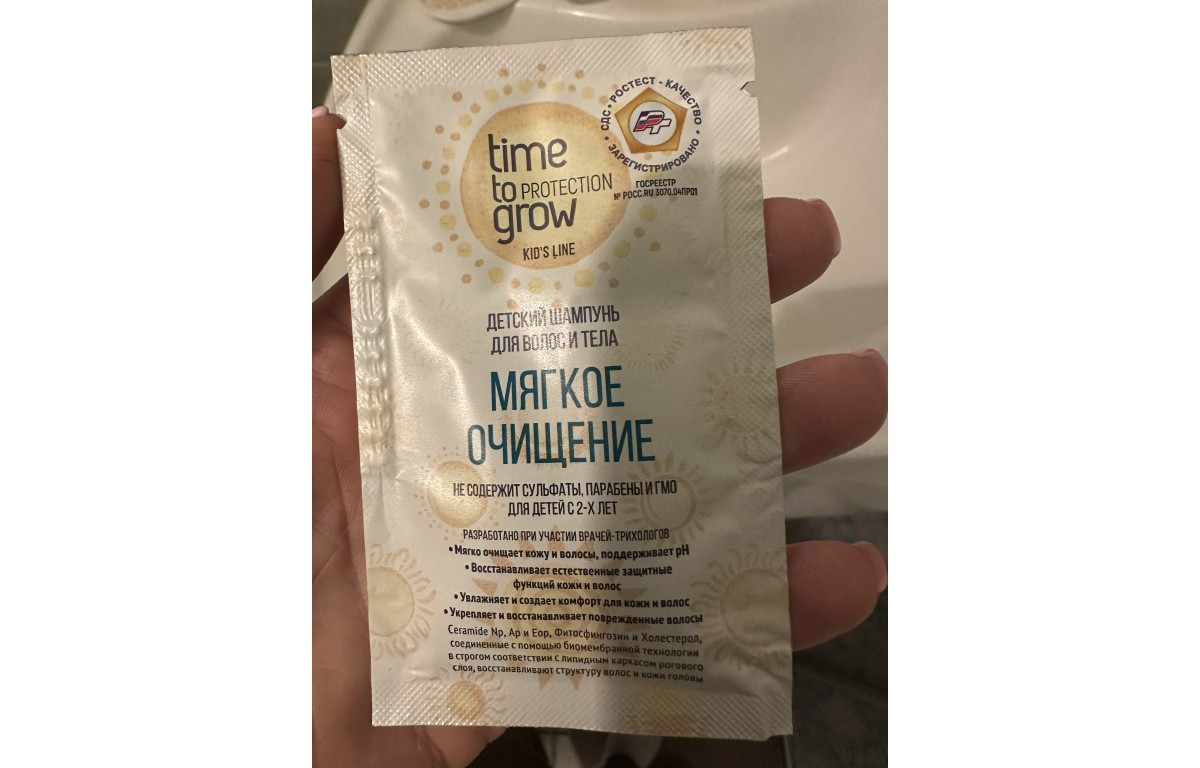 time
to PROTECTION
grow
KID'S LINE
СДС • РОСТЕСТ - КАЧЕСТВО •
ЗАРЕГИСТРИРОВАНО
РТ
ГОСРЕЕСТР
№ РОСС.RU 3070.04ПР01
ДЕТСКИЙ ШАМПУНЬ
ДЛЯ ВОЛОС И ТЕЛА
МЯГКОЕ
ОЧИЩЕНИЕ
НЕ СОДЕРЖИТ СУЛЬФАТЫ, ПАРАБЕНЫ И ГМО
ДЛЯ ДЕТЕЙ С 2-Х ЛЕТ
РАЗРАБОТАНО ПРИ УЧАСТИИ ВРАЧЕЙ-ТРИХОЛОГОВ
• Мягко очищает кожу и волосы, поддерживает pH
• Восстанавливает естественные защитные
функций кожи и волос
• Увлажняет и создает комфорт для кожи и волос
• Укрепляет и восстанавливает поврежденные волосы
Ceramide Np, Ap и Eop, Фитосфингозин и Холестерол,
соединенные с помощью биомембранной технологии
в строгом соответствии с липидным каркасом рогового
слоя, восстанавливают структуру волос и кожи головы